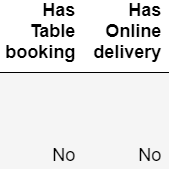 Has Has
Table Online
booking delivery
No No